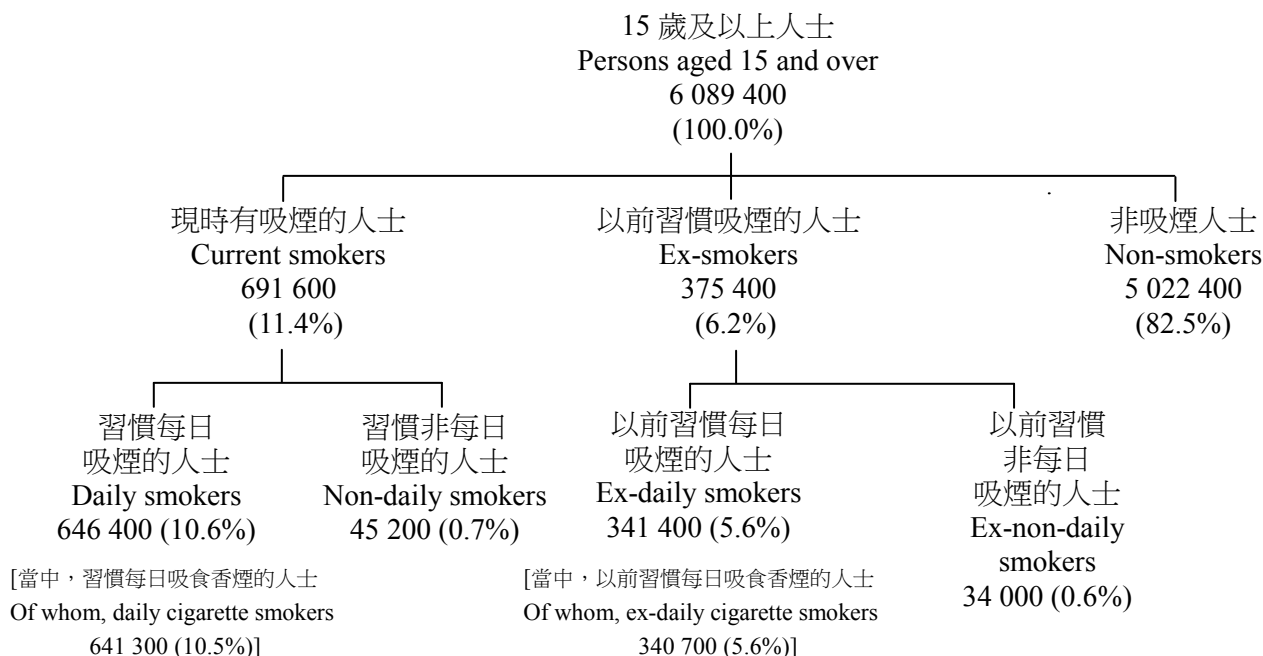 15 歲及以上人士
Persons aged 15 and over
6 089 400
(100.0%)
現時有吸煙的人士
Current smokers
691 600
(11.4%)
以前習慣吸煙的人士
Ex-smokers
375 400
(6.2%)
非吸煙人士
Non-smokers
5 022 400
(82.5%)
習慣每日
吸煙的人士
Daily smokers
646 400 (10.6%)
[當中，習慣每日吸食香煙的人士
Of whom, daily cigarette smokers
641 300 (10.5%)]
習慣非每日
吸煙的人士
Non-daily smokers
45 200 (0.7%)
以前習慣每日
吸煙的人士
Ex-daily smokers
341 400 (5.6%)
[當中，以前習慣每日吸食香煙的人士
Of whom, ex-daily cigarette smokers
340 700 (5.6%)]
以前習慣
非每日
吸煙的人士
Ex-non-daily
smokers
34 000 (0.6%)